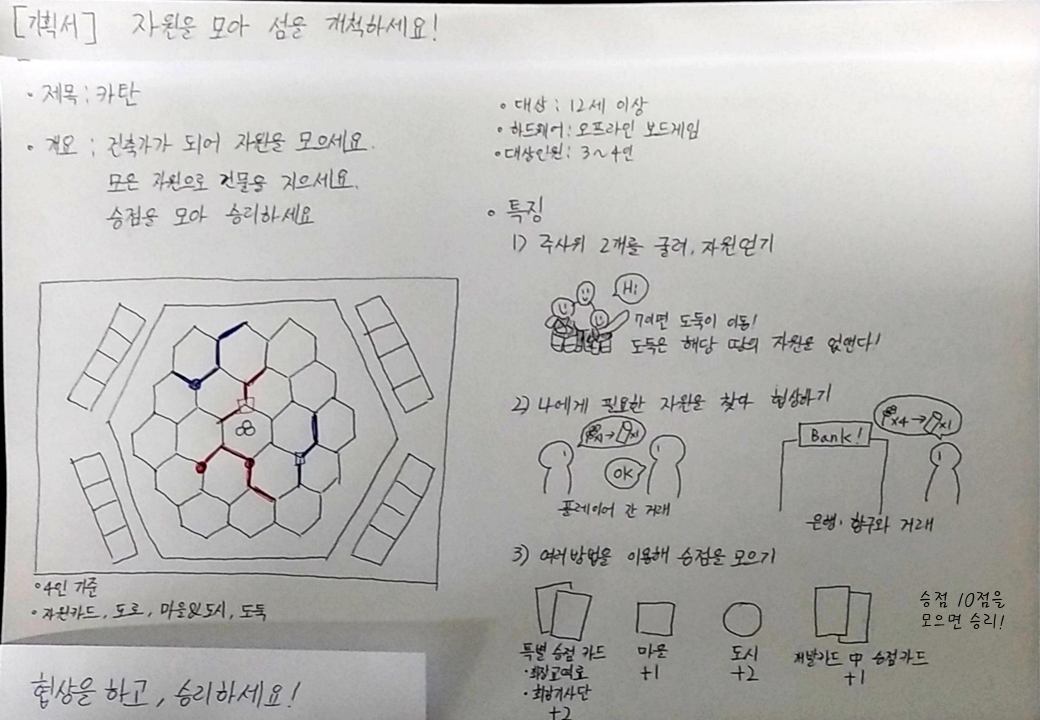 [기획서] 자원을 모아 섬을 개척하세요!
• 제목 : 카탄
• 개요 : 건축가가 되어 자원을 모으세요.
모은 자원으로 건물을 지으세요.
승점을 모아 승리하세요
• 4인 기준
• 자원카드, 도로, 마을&도시, 도둑
협상을 하고, 승리하세요!
• 대상 : 12세 이상
• 하드웨어 : 오프라인 보드게임
• 대상인원 : 3~4인
• 특징
1) 주사위 2개를 굴려, 자원얻기
Hi
7이면 도둑이 이동!
도둑은 해당 땅의 자원을 없앤다!
2) 나에게 필요한 자원을 찾아 협상하기
x1 → x1
OK
플레이어 간 거래
Bank!
x4 → x1
은행·항구와 거래
3) 여러방법을 이용해 승점을 모으기
특별 승점 카드
• 최장교역로
• 최강기사단
+2
마을
+1
도시
+2
개발카드 中 승점카드
+1
승점 10점을
모으면 승리!